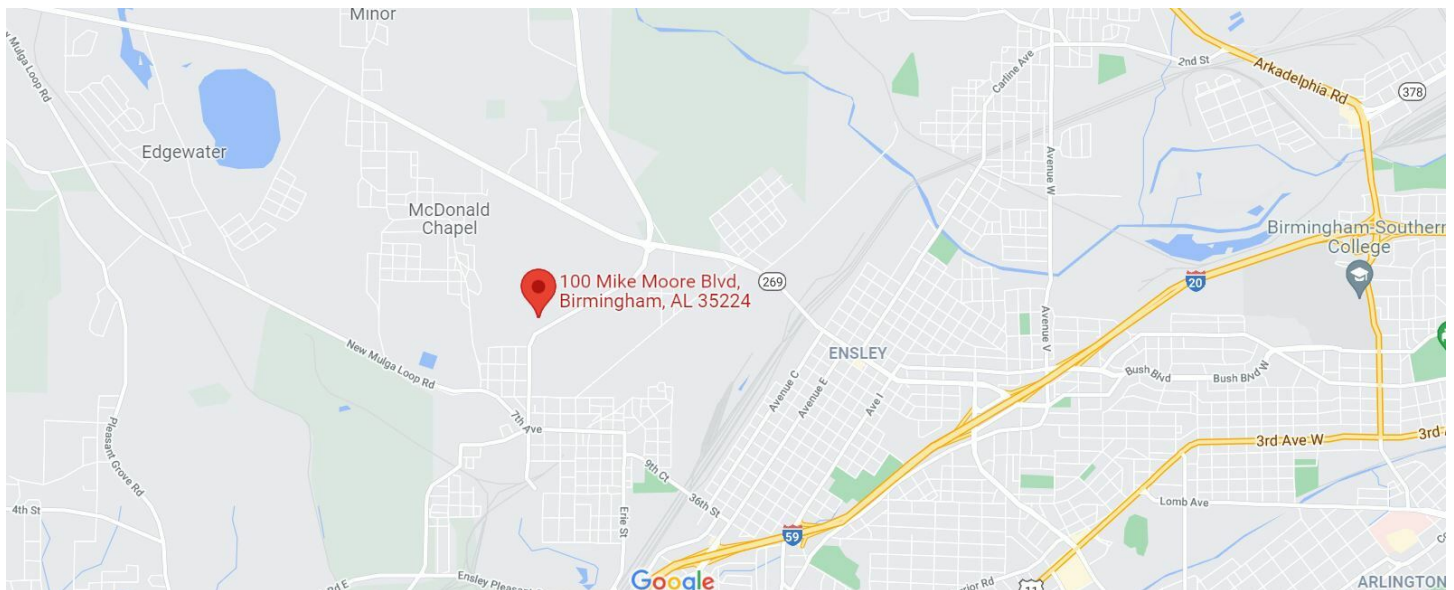 Minor
New Mulga Loop Rd
Edgewater
McDonald
Chapel
100 Mike Moore Blvd,
Birmingham, AL 35224
269
Carline Ave
2nd St
Arkadelphia Rd
378
Avenue W
Birmingham-Southern
College
20
Avenue V
ENSLEY
New Mulga Loop Rd
Avenue C
Avenue E
Ave I
Bush Blvd
Bush Blvd W
7th Ave
Pleasant Grove Rd
3rd Ave W
3rd
9th Ct
36th St
4th St
Erie St
Lomb Ave
59
Google
Ensley
11
Rd
ARLINGTON